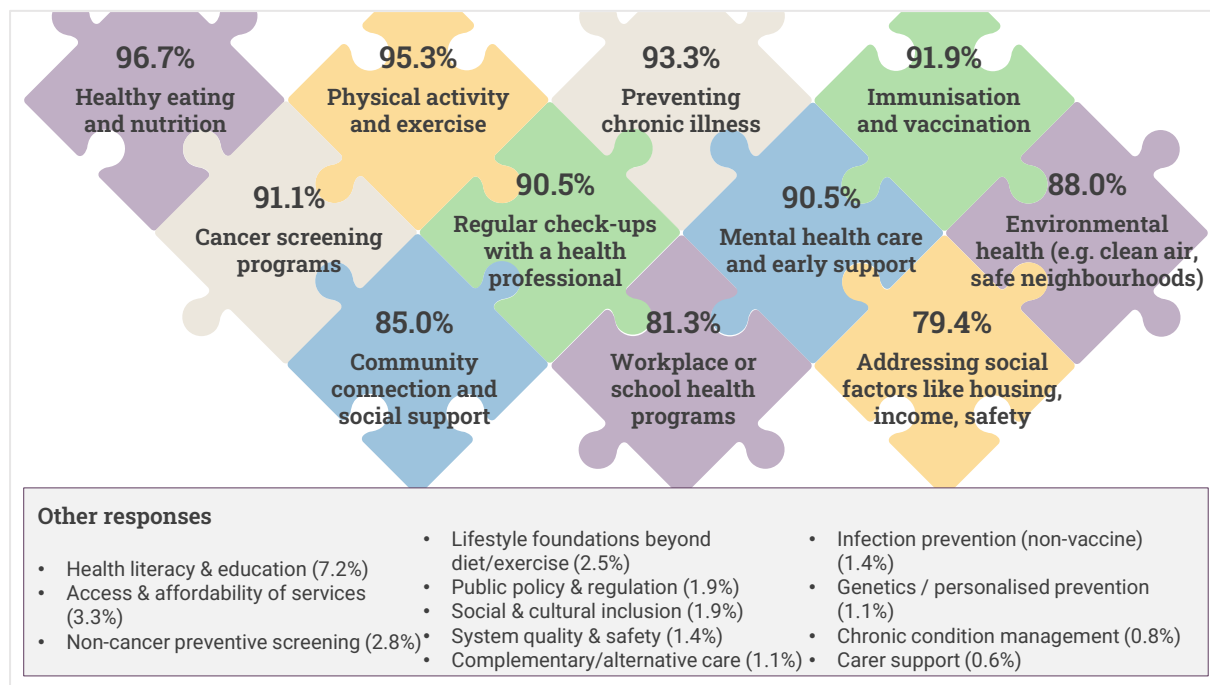 96.7%
Healthy eating
and nutrition
95.3%
Physical activity
and exercise
93.3%
Preventing
chronic illness
91.9%
Immunisation
and vaccination
91.1%
Cancer screening
programs
90.5%
Regular check-ups
with a health
professional
90.5%
Mental health care
and early support
88.0%
Environmental
health (e.g. clean air,
safe neighbourhoods)
85.0%
Community
connection and
social support
81.3%
Workplace or
school health
programs
79.4%
Addressing social
factors like housing,
income, safety
Other responses
• Health literacy & education (7.2%)
• Access & affordability of services
(3.3%)
• Non-cancer preventive screening (2.8%)
• Lifestyle foundations beyond
diet/exercise (2.5%)
• Public policy & regulation (1.9%)
• Social & cultural inclusion (1.9%)
• System quality & safety (1.4%)
• Complementary/alternative care (1.1%)
• Infection prevention (non-vaccine)
(1.4%)
• Genetics / personalised prevention
(1.1%)
• Chronic condition management (0.8%)
• Carer support (0.6%)